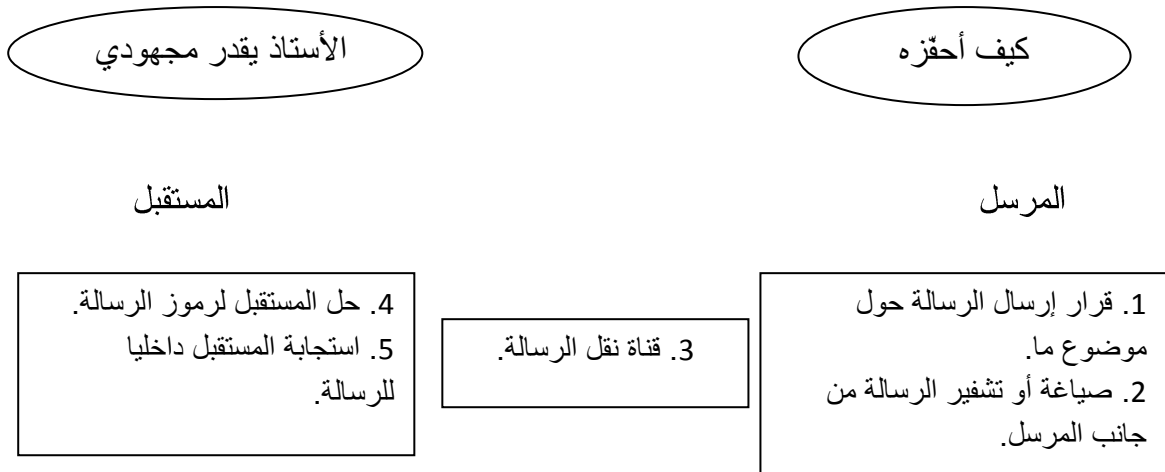 كيف أحفّزه
الأستاذ يقدر مجهودي
المرسل
المستقبل
1. قرار إرسال الرسالة حول
موضوع ما.
2. صياغة أو تشفير الرسالة من
جانب المرسل.
3. قناة نقل الرسالة.
4. حل المستقبل لرموز الرسالة.
5. استجابة المستقبل داخليا
للرسالة.